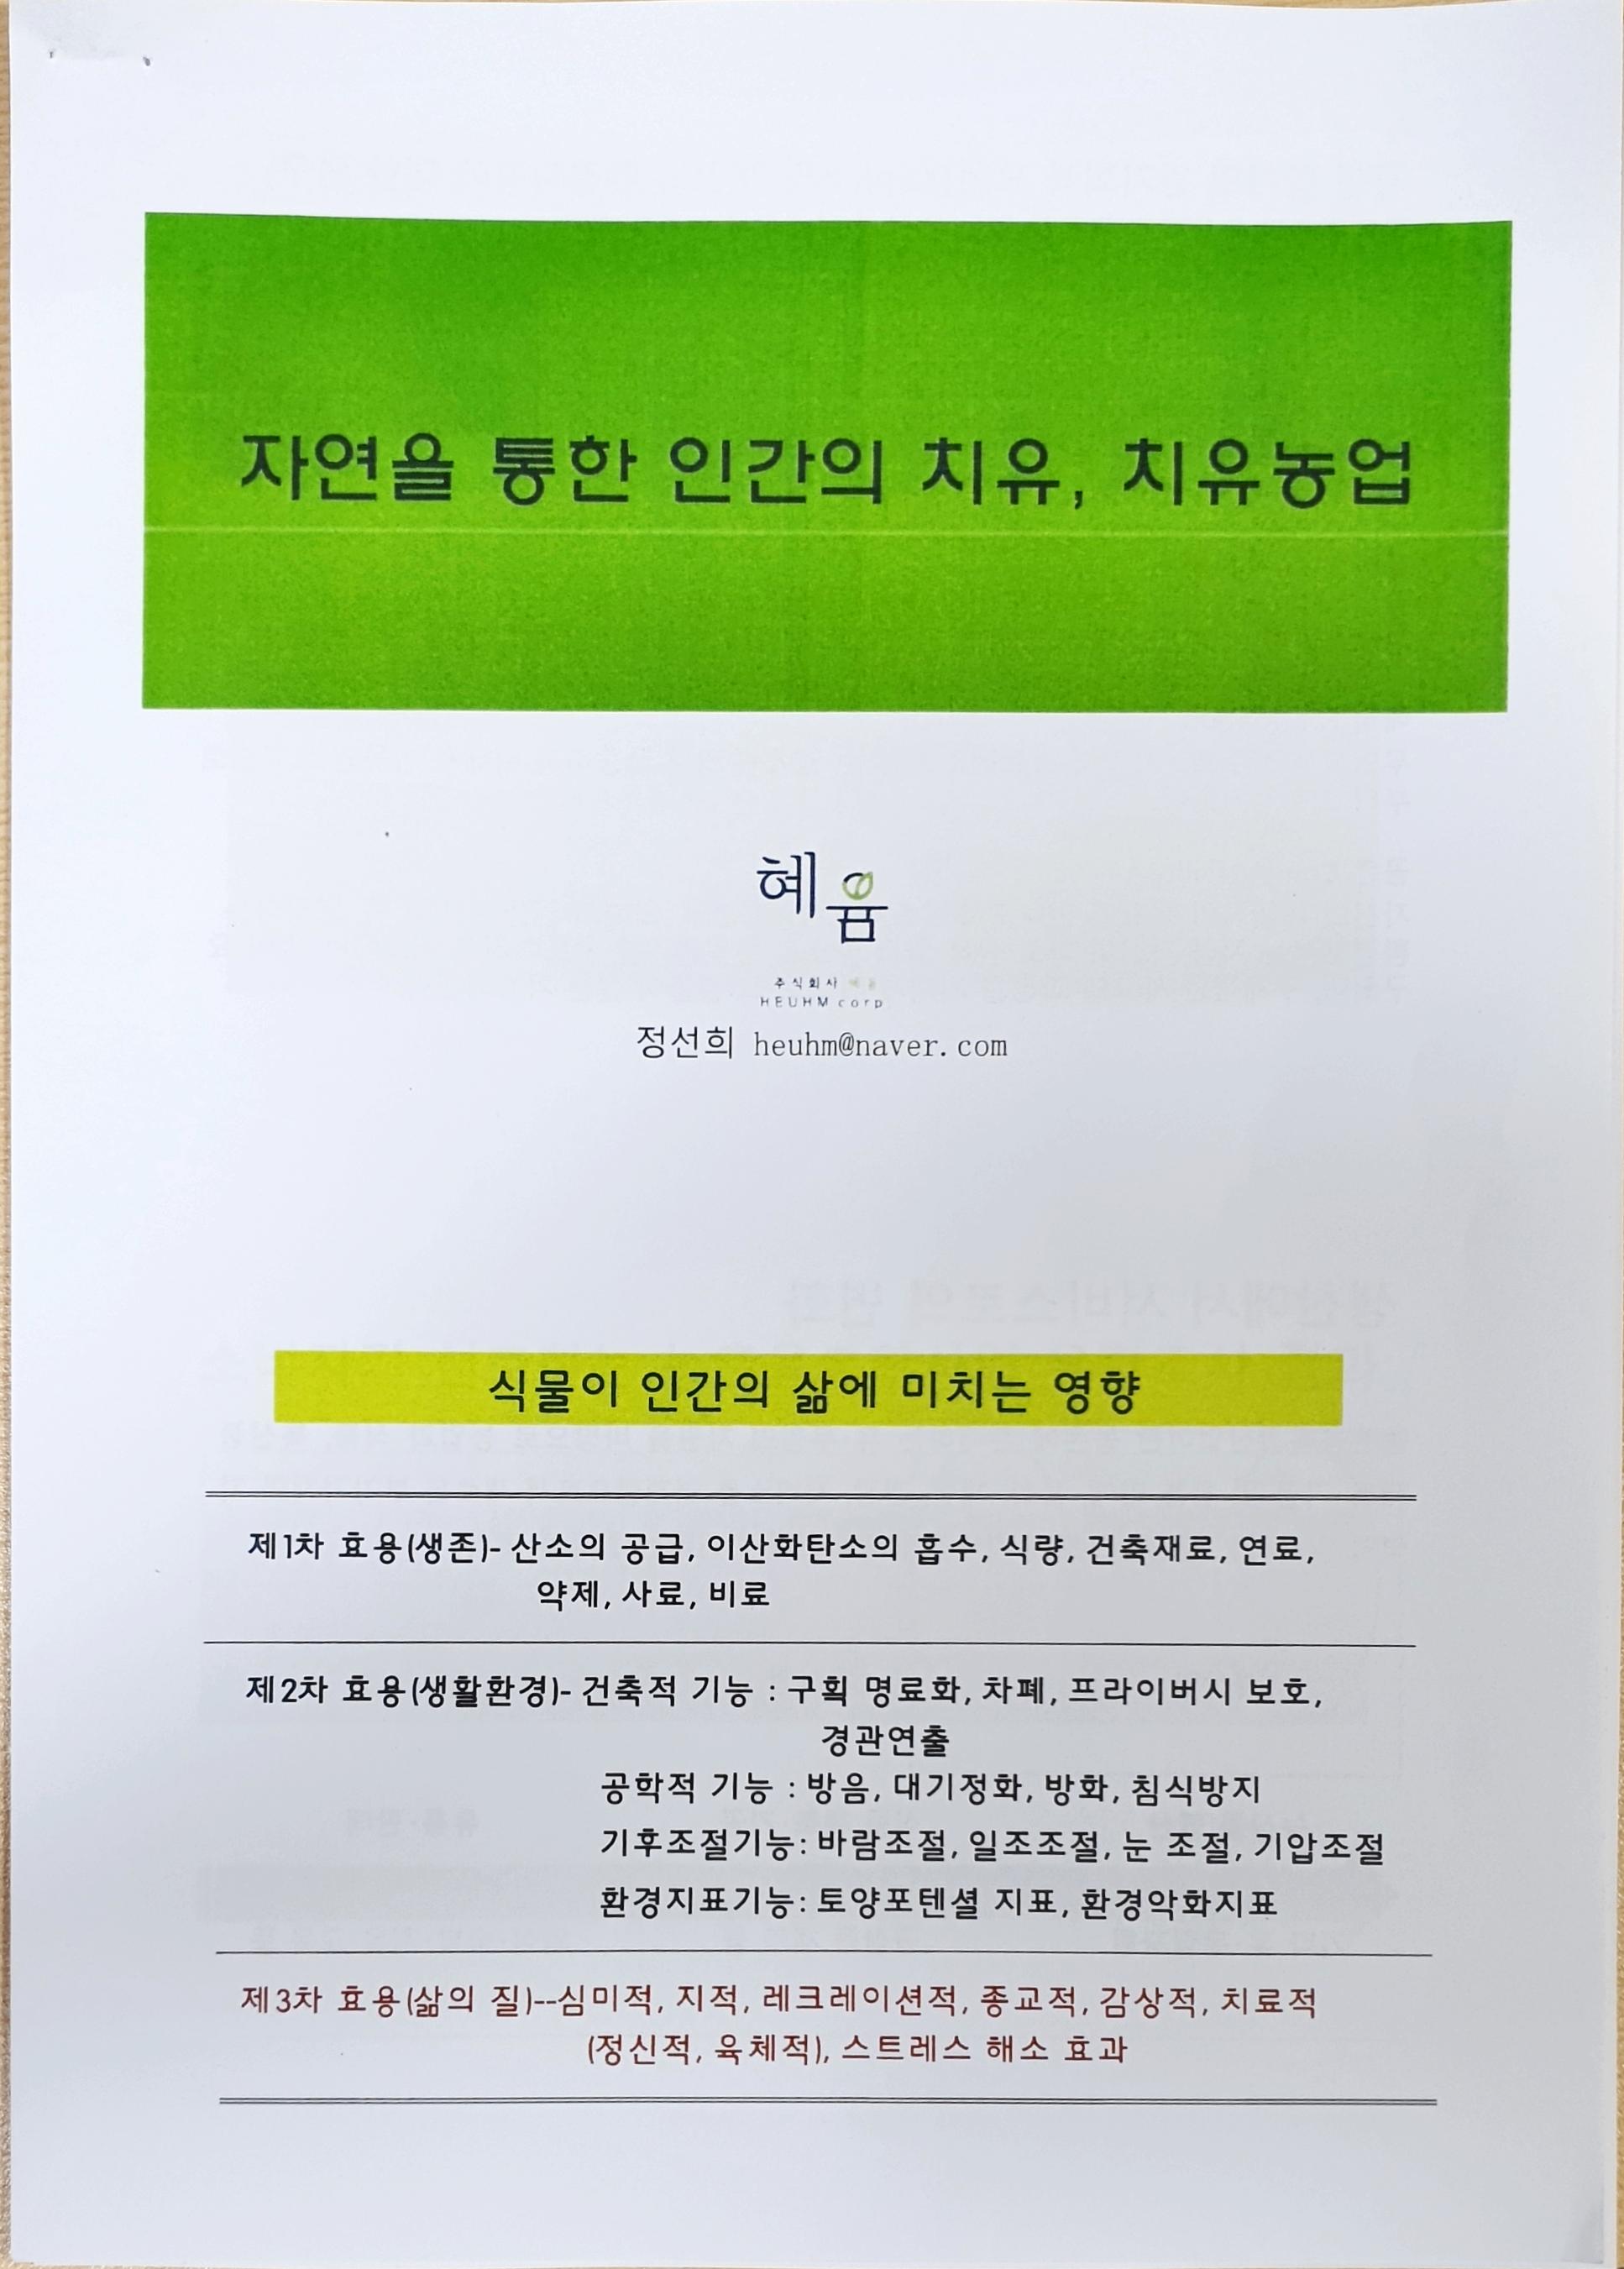 자연을 통한 인간의 치유, 치유농업
혜윰
주식회사 혜윰
HEUHM corp
정선희 heuhm@naver.com
식물이 인간의 삶에 미치는 영향
제1차 효용(생존)- 산소의 공급, 이산화탄소의 흡수, 식량, 건축재료, 연료,
약제, 사료, 비료
제2차 효용(생활환경)- 건축적 기능 : 구획 명료화, 차폐, 프라이버시 보호,
경관연출
공학적 기능 : 방음, 대기정화, 방화, 침식방지
기후조절기능: 바람조절, 일조조절, 눈 조절, 기압조절
환경지표기능: 토양포텐셜 지표, 환경악화지표
제3차 효용(삶의 질)--심미적, 지적, 레크레이션적, 종교적, 감상적, 치료적
(정신적, 육체적), 스트레스 해소 효과